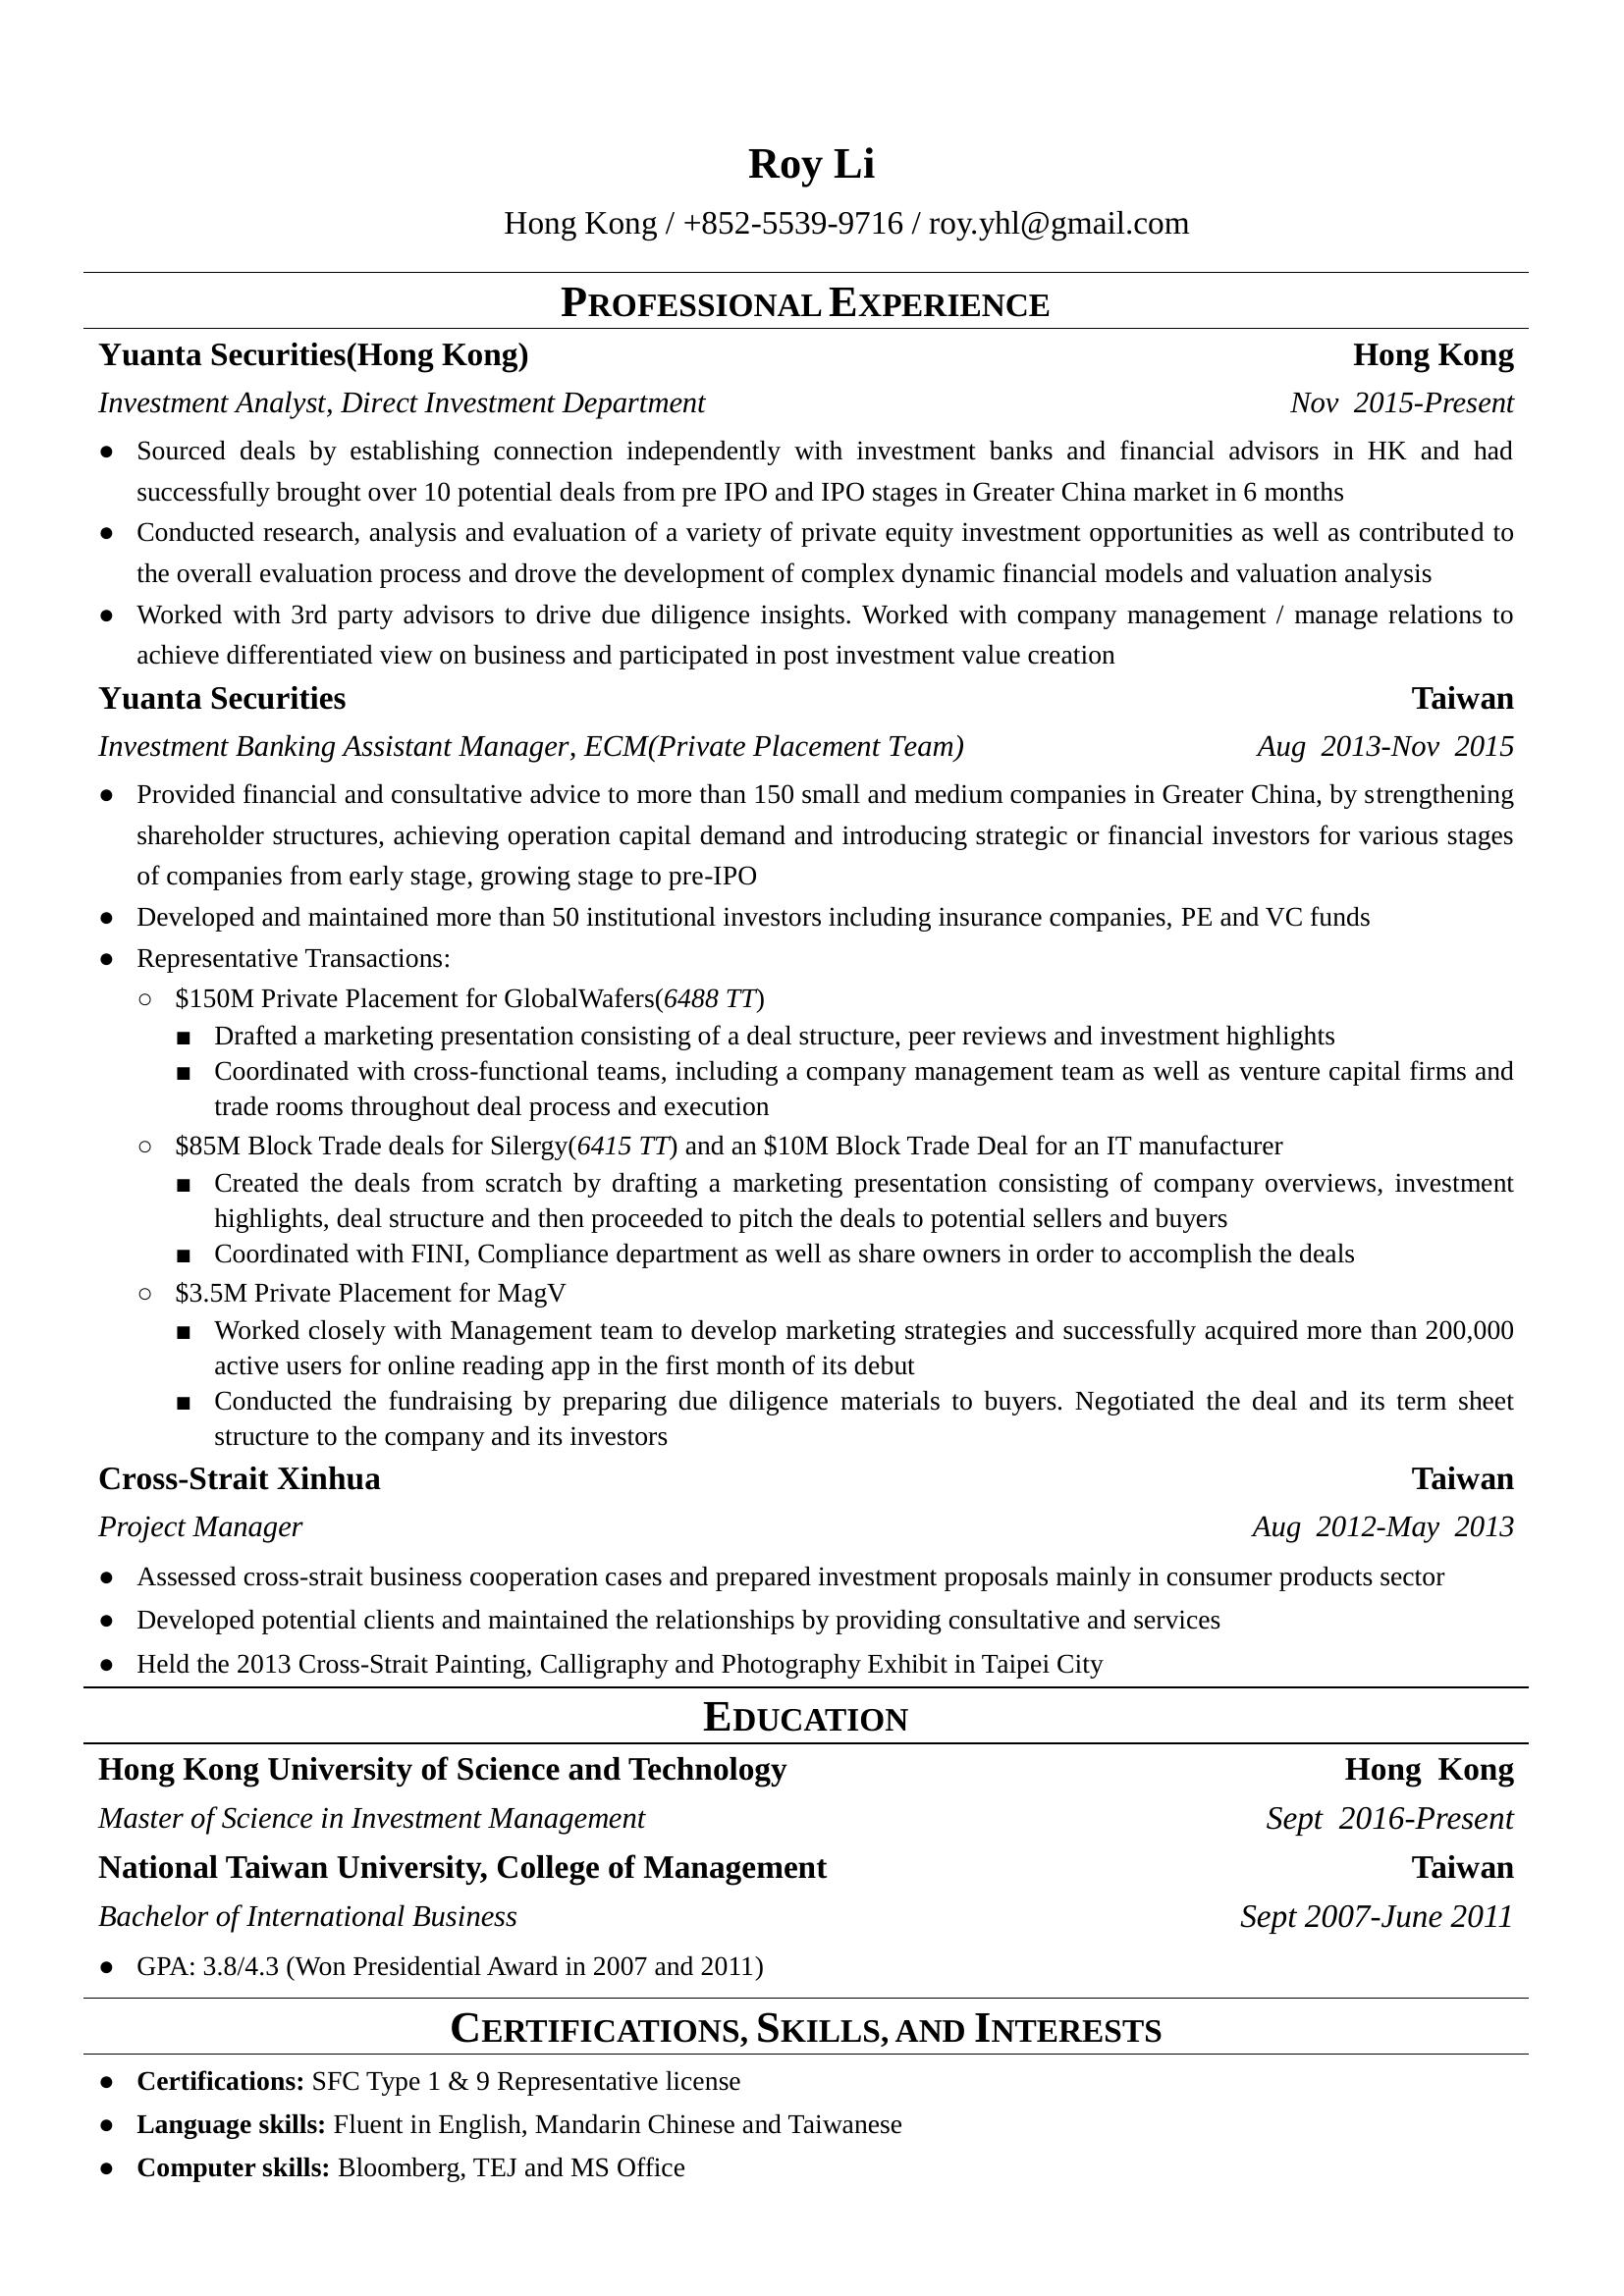 Roy Li
Hong Kong / +852-5539-9716 / roy.yhl@gmail.com
PROFESSIONAL EXPERIENCE
Yuanta Securities(Hong Kong) Hong Kong
Investment Analyst, Direct Investment Department Nov 2015-Present
● Sourced deals by establishing connection independently with investment banks and financial advisors in HK and had
successfully brought over 10 potential deals from pre IPO and IPO stages in Greater China market in 6 months
● Conducted research, analysis and evaluation of a variety of private equity investment opportunities as well as contributed to
the overall evaluation process and drove the development of complex dynamic financial models and valuation analysis
● Worked with 3rd party advisors to drive due diligence insights. Worked with company management / manage relations to
achieve differentiated view on business and participated in post investment value creation
Yuanta Securities Taiwan
Investment Banking Assistant Manager, ECM(Private Placement Team) Aug 2013-Nov 2015
● Provided financial and consultative advice to more than 150 small and medium companies in Greater China, by strengthening
shareholder structures, achieving operation capital demand and introducing strategic or financial investors for various stages
of companies from early stage, growing stage to pre-IPO
● Developed and maintained more than 50 institutional investors including insurance companies, PE and VC funds
● Representative Transactions:
○ $150M Private Placement for GlobalWafers(6488 TT)
■ Drafted a marketing presentation consisting of a deal structure, peer reviews and investment highlights
■ Coordinated with cross-functional teams, including a company management team as well as venture capital firms and
trade rooms throughout deal process and execution
○ $85M Block Trade deals for Silergy(6415 TT) and an $10M Block Trade Deal for an IT manufacturer
■ Created the deals from scratch by drafting a marketing presentation consisting of company overviews, investment
highlights, deal structure and then proceeded to pitch the deals to potential sellers and buyers
■ Coordinated with FINI, Compliance department as well as share owners in order to accomplish the deals
○ $3.5M Private Placement for MagV
■ Worked closely with Management team to develop marketing strategies and successfully acquired more than 200,000
active users for online reading app in the first month of its debut
■ Conducted the fundraising by preparing due diligence materials to buyers. Negotiated the deal and its term sheet
structure to the company and its investors
Cross-Strait Xinhua Taiwan
Project Manager Aug 2012-May 2013
● Assessed cross-strait business cooperation cases and prepared investment proposals mainly in consumer products sector
● Developed potential clients and maintained the relationships by providing consultative and services
● Held the 2013 Cross-Strait Painting, Calligraphy and Photography Exhibit in Taipei City
EDUCATION
Hong Kong University of Science and Technology Hong Kong
Master of Science in Investment Management Sept 2016-Present
National Taiwan University, College of Management Taiwan
Bachelor of International Business Sept 2007-June 2011
● GPA: 3.8/4.3 (Won Presidential Award in 2007 and 2011)
CERTIFICATIONS, SKILLS, AND INTERESTS
● Certifications: SFC Type 1 & 9 Representative license
● Language skills: Fluent in English, Mandarin Chinese and Taiwanese
● Computer skills: Bloomberg, TEJ and MS Office